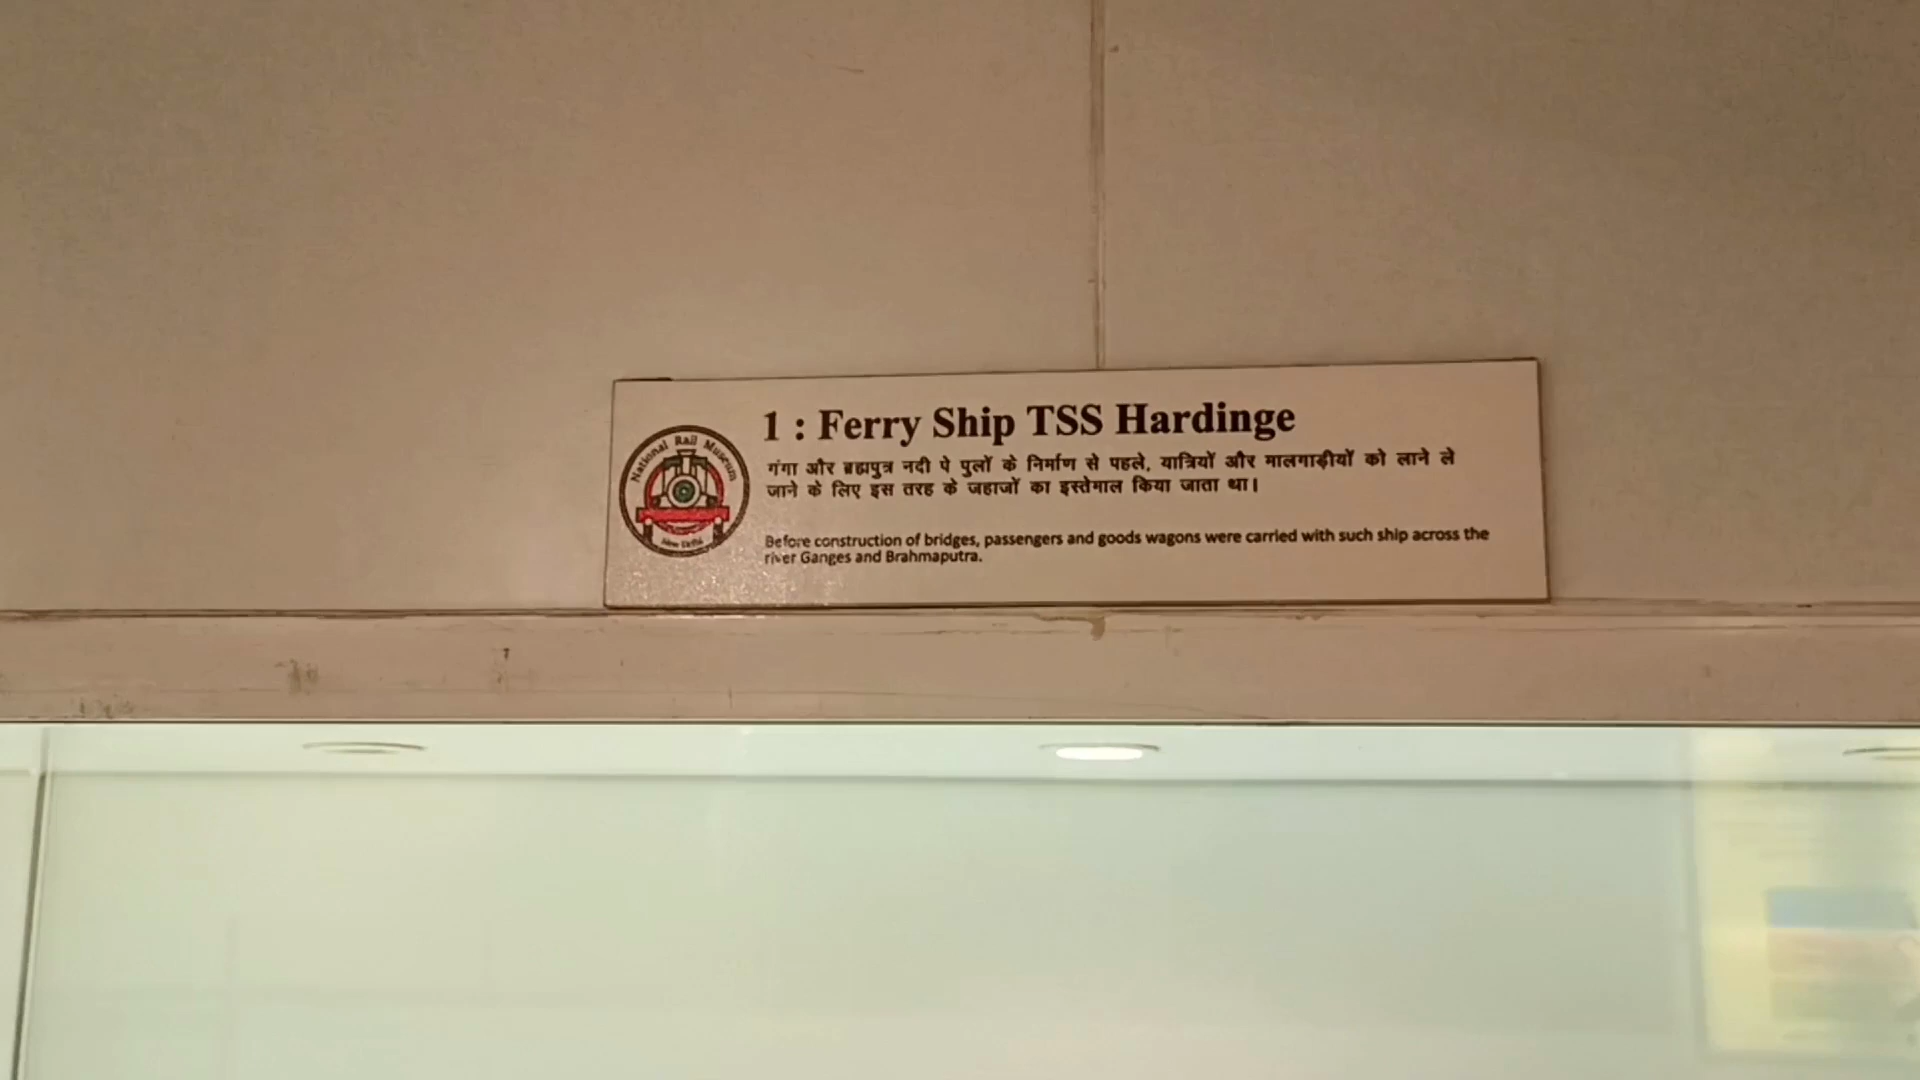 1 : Ferry Ship TSS Hardinge
गंगा और ब्रह्मपुत्र नदी पे पुलों के निर्माण से पहले, यात्रियों और मालगाड़ीयों को लाने ले
जाने के लिए इस तरह के जहाजों का इस्तेगाल किया जाता था।
Before construction of bridges, passengers and goods wagons were carried with such ship across the
river Ganges and Brahmaputra.
National Rail Museum
New Delhi